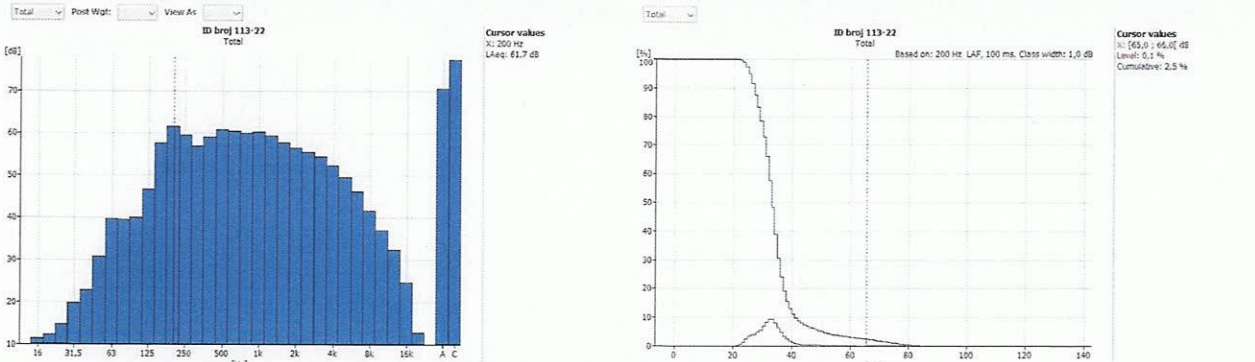 Total Post Wgt: View As
ID broj 113-22
Total
[dB]
70
60
50
40
30
20
10
16 31,5 63 125 250 500 1k 2k 4k 8k 16k A C
Cursor values
X: 200 Hz
LAeq: 61,7 dB
Total
ID broj 113-22
Total
[%]
Based on: 200 Hz LAF, 100 ms. Class width: 1,0 dB
100
90
80
70
60
50
40
30
20
10
0
0 20 40 60 80 100 120 140
Cursor values
X: [65,0 ; 66,0[ dB
Level: 0,1 %
Cumulative: 2,5 %